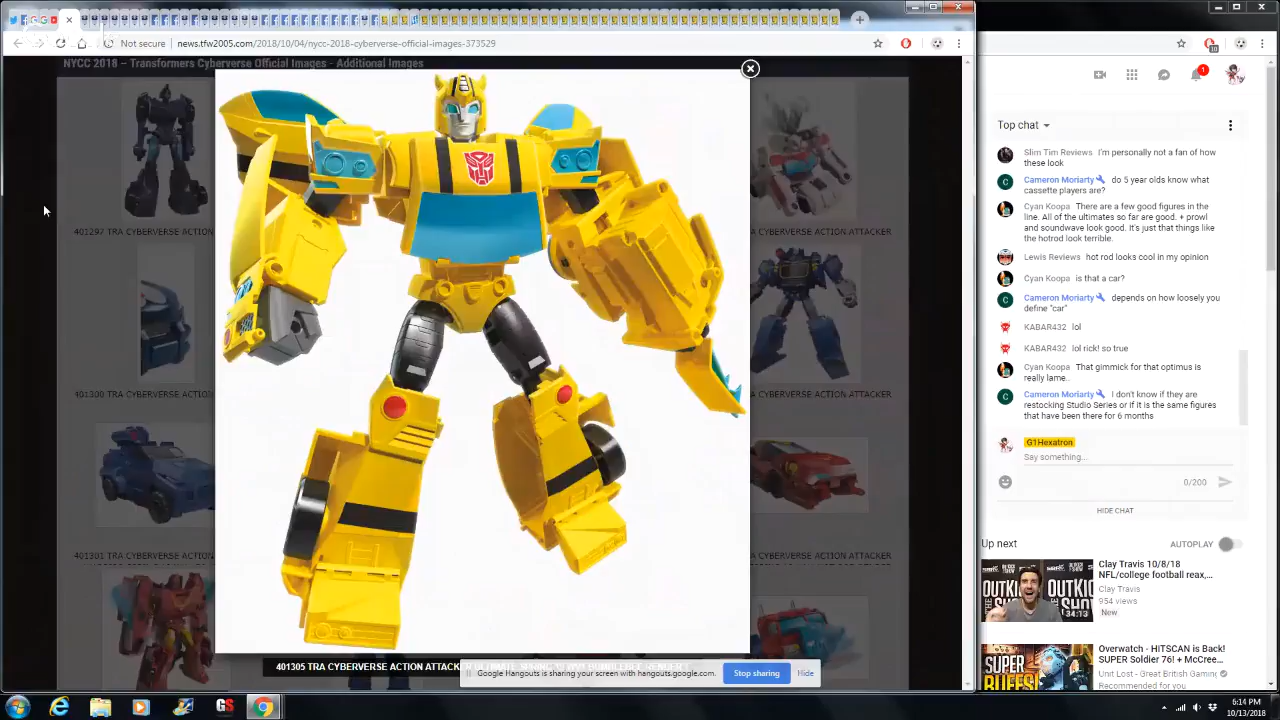 Not secure
news.tfw2005.com/2018/10/04/nycc-2018-cyberverse-official-images-373529
NYCC 2018 – Transformers Cyberverse Official Images - Additional Images
401297 TRA CYBERVERSE ACTION
A CYBERVERSE ACTION ATTACKER
401300 TRA CYBERVERSE ACTION
A CYBERVERSE ACTION ATTACKER
401301 TRA CYBERVERSE ACTION
A CYBERVERSE ACTION ATTACKER
401305 TRA CYBERVERSE ACTION ATTACKER
Google Hangouts is sharing your screen with hangouts.google.com.
Stop sharing
Hide
10
1
Top chat
Slim Tim Reviews I'm personally not a fan of how
these look
Cameron Moriarty do 5 year olds know what
cassette players are?
Cyan Koopa There are a few good figures in the
line. All of the ultimates so far are good. + prowl
and soundwave look good. It's just that things like
the hotrod look terrible.
Lewis Reviews hot rod looks cool in my opinion
Cyan Koopa is that a car?
Cameron Moriarty depends on how loosely you
define "car"
KABAR432 lol
KABAR432 lol rick! so true
Cyan Koopa That gimmick for that optimus is
really lame..
Cameron Moriarty I don't know if they are
restocking Studio Series or if it is the same figures
that have been there for 6 months
G1Hexatron
Say something...
0/200
HIDE CHAT
Up next
AUTOPLAY
Clay Travis 10/8/18
NFL/college football reax,...
Clay Travis
954 views
New
OUTKI
THE SHO
34:13
Overwatch - HITSCAN is Back!
SUPER Soldier 76! + McCree...
Unit Lost - Great British Gaming
Recommended for you
SUPER
BUFFS!
GS
6:14 PM
10/13/2018